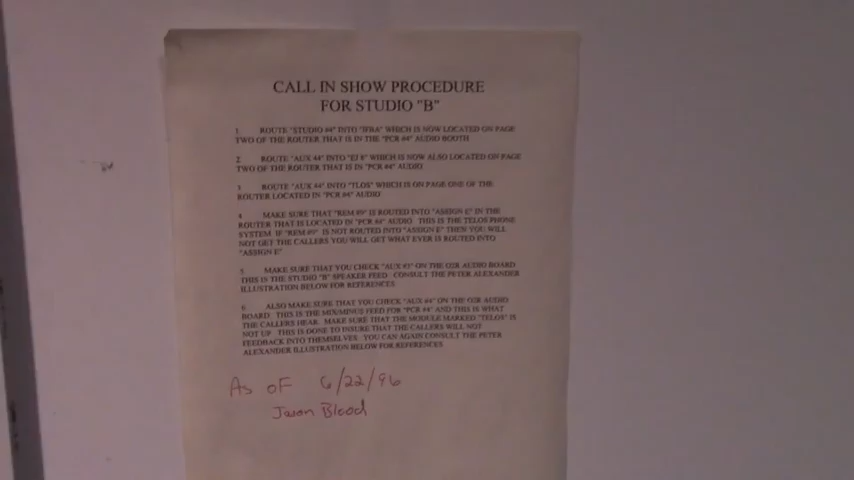 CALL IN SHOW PROCEDURE
FOR STUDIO "B"
1 ROUTE "STUDIO #4" INTO "IFBA" WHICH IS NOW LOCATED ON PAGE
TWO OF THE ROUTER THAT IS IN THE "PCR #4" AUDIO BOOTH
2 ROUTE "AUX #4" INTO "EJ 8" WHICH IS NOW ALSO LOCATED ON PAGE
TWO OF THE ROUTER THAT IS IN "PCR #4" AUDIO
3 ROUTE "AUX #4" INTO "TLOS" WHICH IS ON PAGE ONE OF THE
ROUTER LOCATED IN "PCR #4" AUDIO
4 MAKE SURE THAT "REM #9" IS ROUTED INTO "ASSIGN E" IN THE
ROUTER THAT IS LOCATED IN "PCR #4" AUDIO THIS IS THE TELOS PHONE
SYSTEM IF "REM #9" IS NOT ROUTED INTO "ASSIGN E" THEN YOU WILL
NOT GET THE CALLERS YOU WILL GET WHAT EVER IS ROUTED INTO
"ASSIGN E"
5 MAKE SURE THAT YOU CHECK "AUX #3" ON THE O2R AUDIO BOARD
THIS IS THE STUDIO "B" SPEAKER FEED CONSULT THE PETER ALEXANDER
ILLUSTRATION BELOW FOR REFERENCES
6 ALSO MAKE SURE THAT YOU CHECK "AUX #4" ON THE O2R AUDIO
BOARD THIS IS THE MIX/MINUS FEED FOR "PCR #4" AND THIS IS WHAT
THE CALLERS HEAR MAKE SURE THAT THE MODULE MARKED "TELOS" IS
NOT UP THIS IS DONE TO INSURE THAT THE CALLERS WILL NOT
FEEDBACK INTO THEMSELVES YOU CAN AGAIN CONSULT THE PETER
ALEXANDER ILLUSTRATION BELOW FOR REFERENCES
As of 6/22/96
Jason Blood